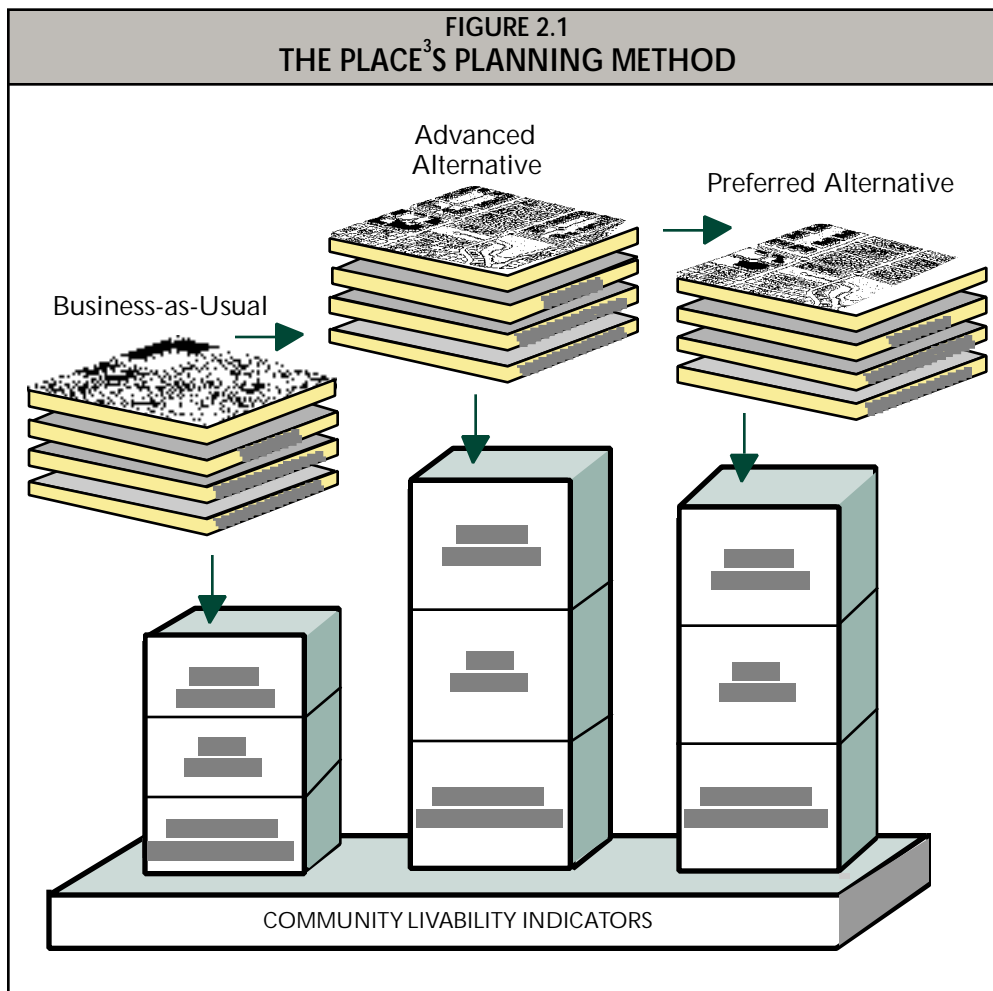 FIGURE 2.1
THE PLACE³S PLANNING METHOD
Advanced
Alternative
Preferred Alternative
Business-as-Usual
COMMUNITY LIVABILITY INDICATORS